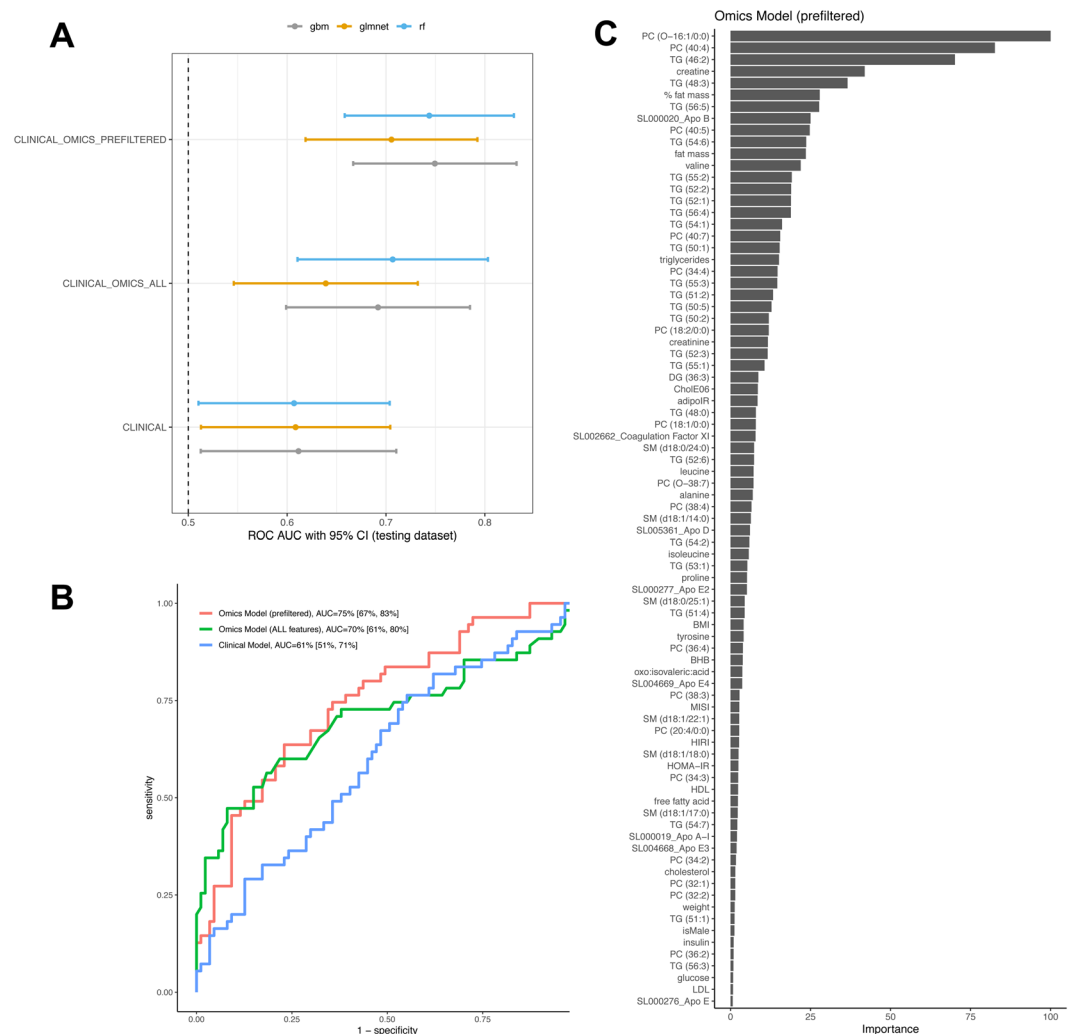 A
gbm glmnet rf
CLINICAL_OMICS_PREFILTERED
CLINICAL_OMICS_ALL
CLINICAL
0.5 0.6 0.7 0.8
ROC AUC with 95% CI (testing dataset)
B
Omics Model (prefiltered), AUC=75% [67%, 83%]
Omics Model (ALL features), AUC=70% [61%, 80%]
Clinical Model, AUC=61% [51%, 71%]
sensitivity
1.00
0.75
0.50
0.25
0.00
0.00 0.25 0.50 0.75
1 − specificity
C
Omics Model (prefiltered)
PC (O−16:1/0:0)
PC (40:4)
TG (46:2)
creatine
TG (48:3)
% fat mass
TG (56:5)
SL000020_Apo B
PC (40:5)
TG (54:6)
fat mass
valine
TG (55:2)
TG (52:2)
TG (52:1)
TG (56:4)
TG (54:1)
PC (40:7)
TG (50:1)
triglycerides
PC (34:4)
TG (55:3)
TG (51:2)
TG (50:5)
TG (50:2)
PC (18:2/0:0)
creatinine
TG (52:3)
TG (55:1)
DG (36:3)
CholE06
adipoIR
TG (48:0)
PC (18:1/0:0)
SL002662_Coagulation Factor XI
SM (d18:0/24:0)
TG (52:6)
leucine
PC (O−38:7)
alanine
PC (38:4)
SM (d18:1/14:0)
SL005361_Apo D
TG (54:2)
isoleucine
TG (53:1)
proline
SL000277_Apo E2
SM (d18:0/25:1)
TG (51:4)
BMI
tyrosine
PC (36:4)
BHB
oxo:isovaleric:acid
SL004669_Apo E4
PC (38:3)
MISI
SM (d18:1/22:1)
PC (20:4/0:0)
HIRI
SM (d18:1/18:0)
HOMA−IR
PC (34:3)
HDL
free fatty acid
SM (d18:1/17:0)
TG (54:7)
SL000019_Apo A−I
SL004668_Apo E3
PC (34:2)
cholesterol
PC (32:1)
PC (32:2)
weight
TG (51:1)
isMale
insulin
PC (36:2)
TG (56:3)
glucose
LDL
SL000276_Apo E
0 25 50 75 100
Importance